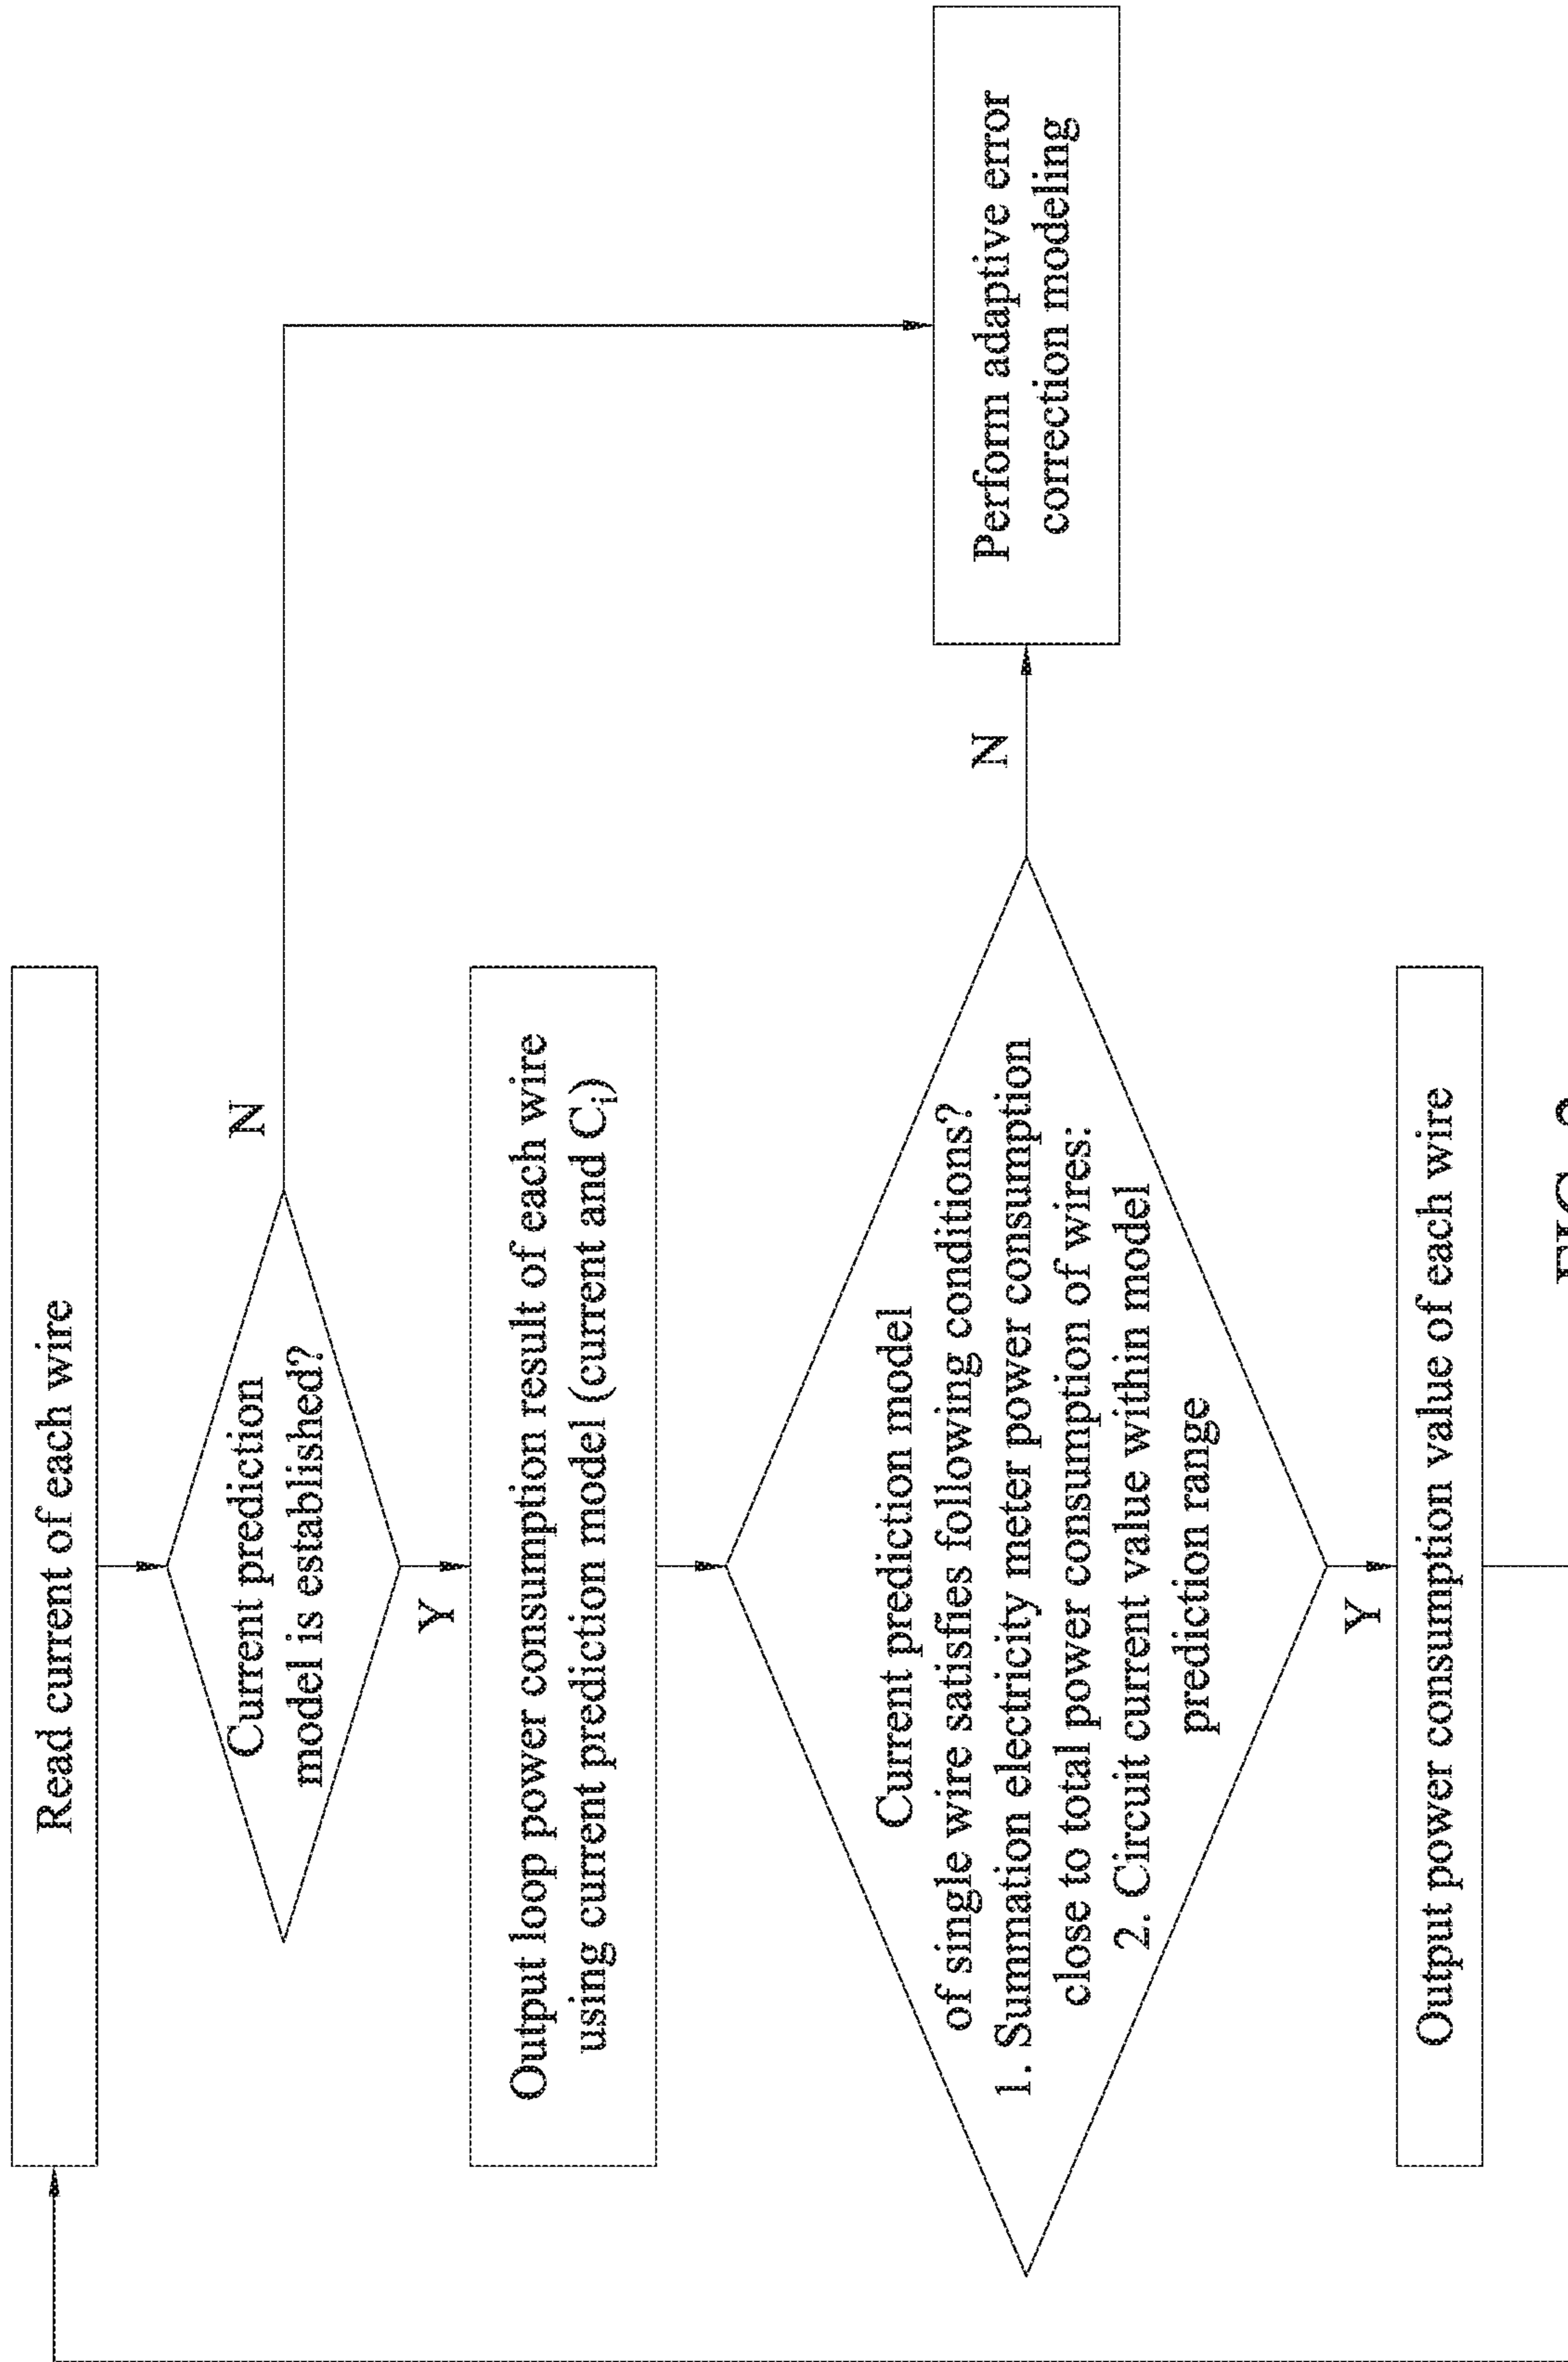 Read current of each wire
Current prediction
model is established?
N
Y
Output loop power consumption result of each wire
using current prediction model (current and Cᵢ)
Current prediction model
of single wire satisfies following conditions?
1. Summation electricity meter power consumption
close to total power consumption of wires:
2. Circuit current value within model
prediction range
N
Perform adaptive error
correction modeling
Y
Output power consumption value of each wire